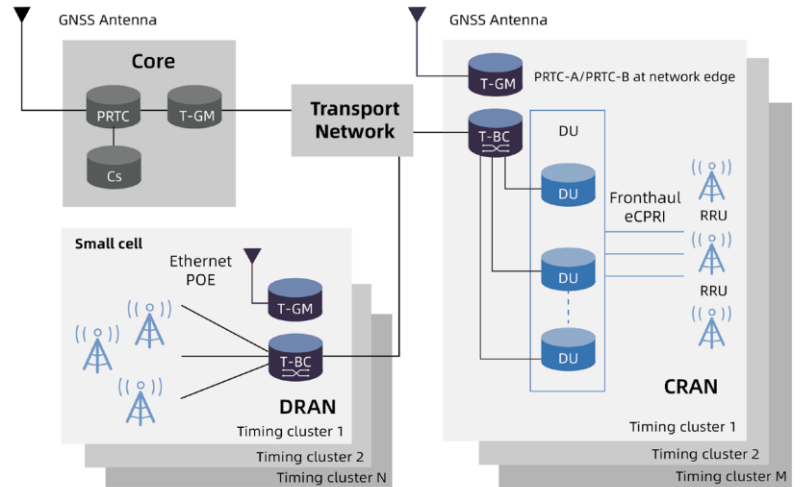 GNSS Antenna
Core
PRTC
T-GM
Cs
Transport
Network
GNSS Antenna
T-GM
PRTC-A/PRTC-B at network edge
T-BC
DU
DU
DU
DU
Fronthaul
eCPRI
RRU
RRU
CRAN
Timing cluster 1
Timing cluster 2
Timing cluster M
Small cell
Ethernet
POE
T-GM
T-BC
DRAN
Timing cluster 1
Timing cluster 2
Timing cluster N